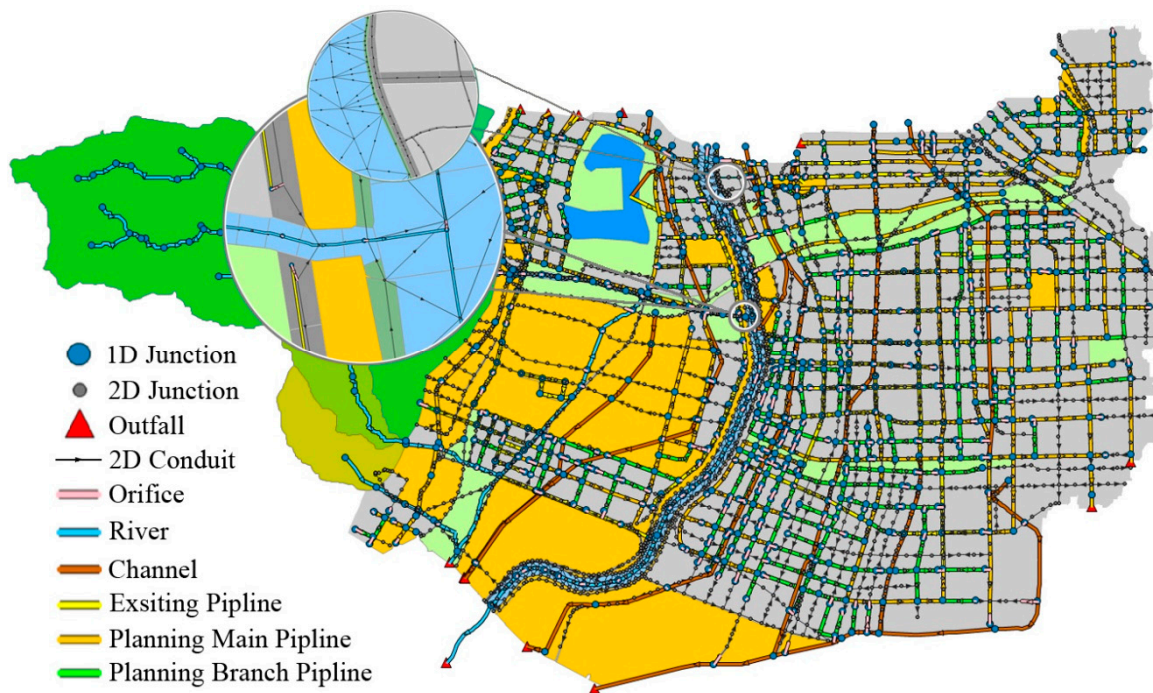 1D Junction
2D Junction
Outfall
2D Conduit
Orifice
River
Channel
Exsiting Pipline
Planning Main Pipline
Planning Branch Pipline